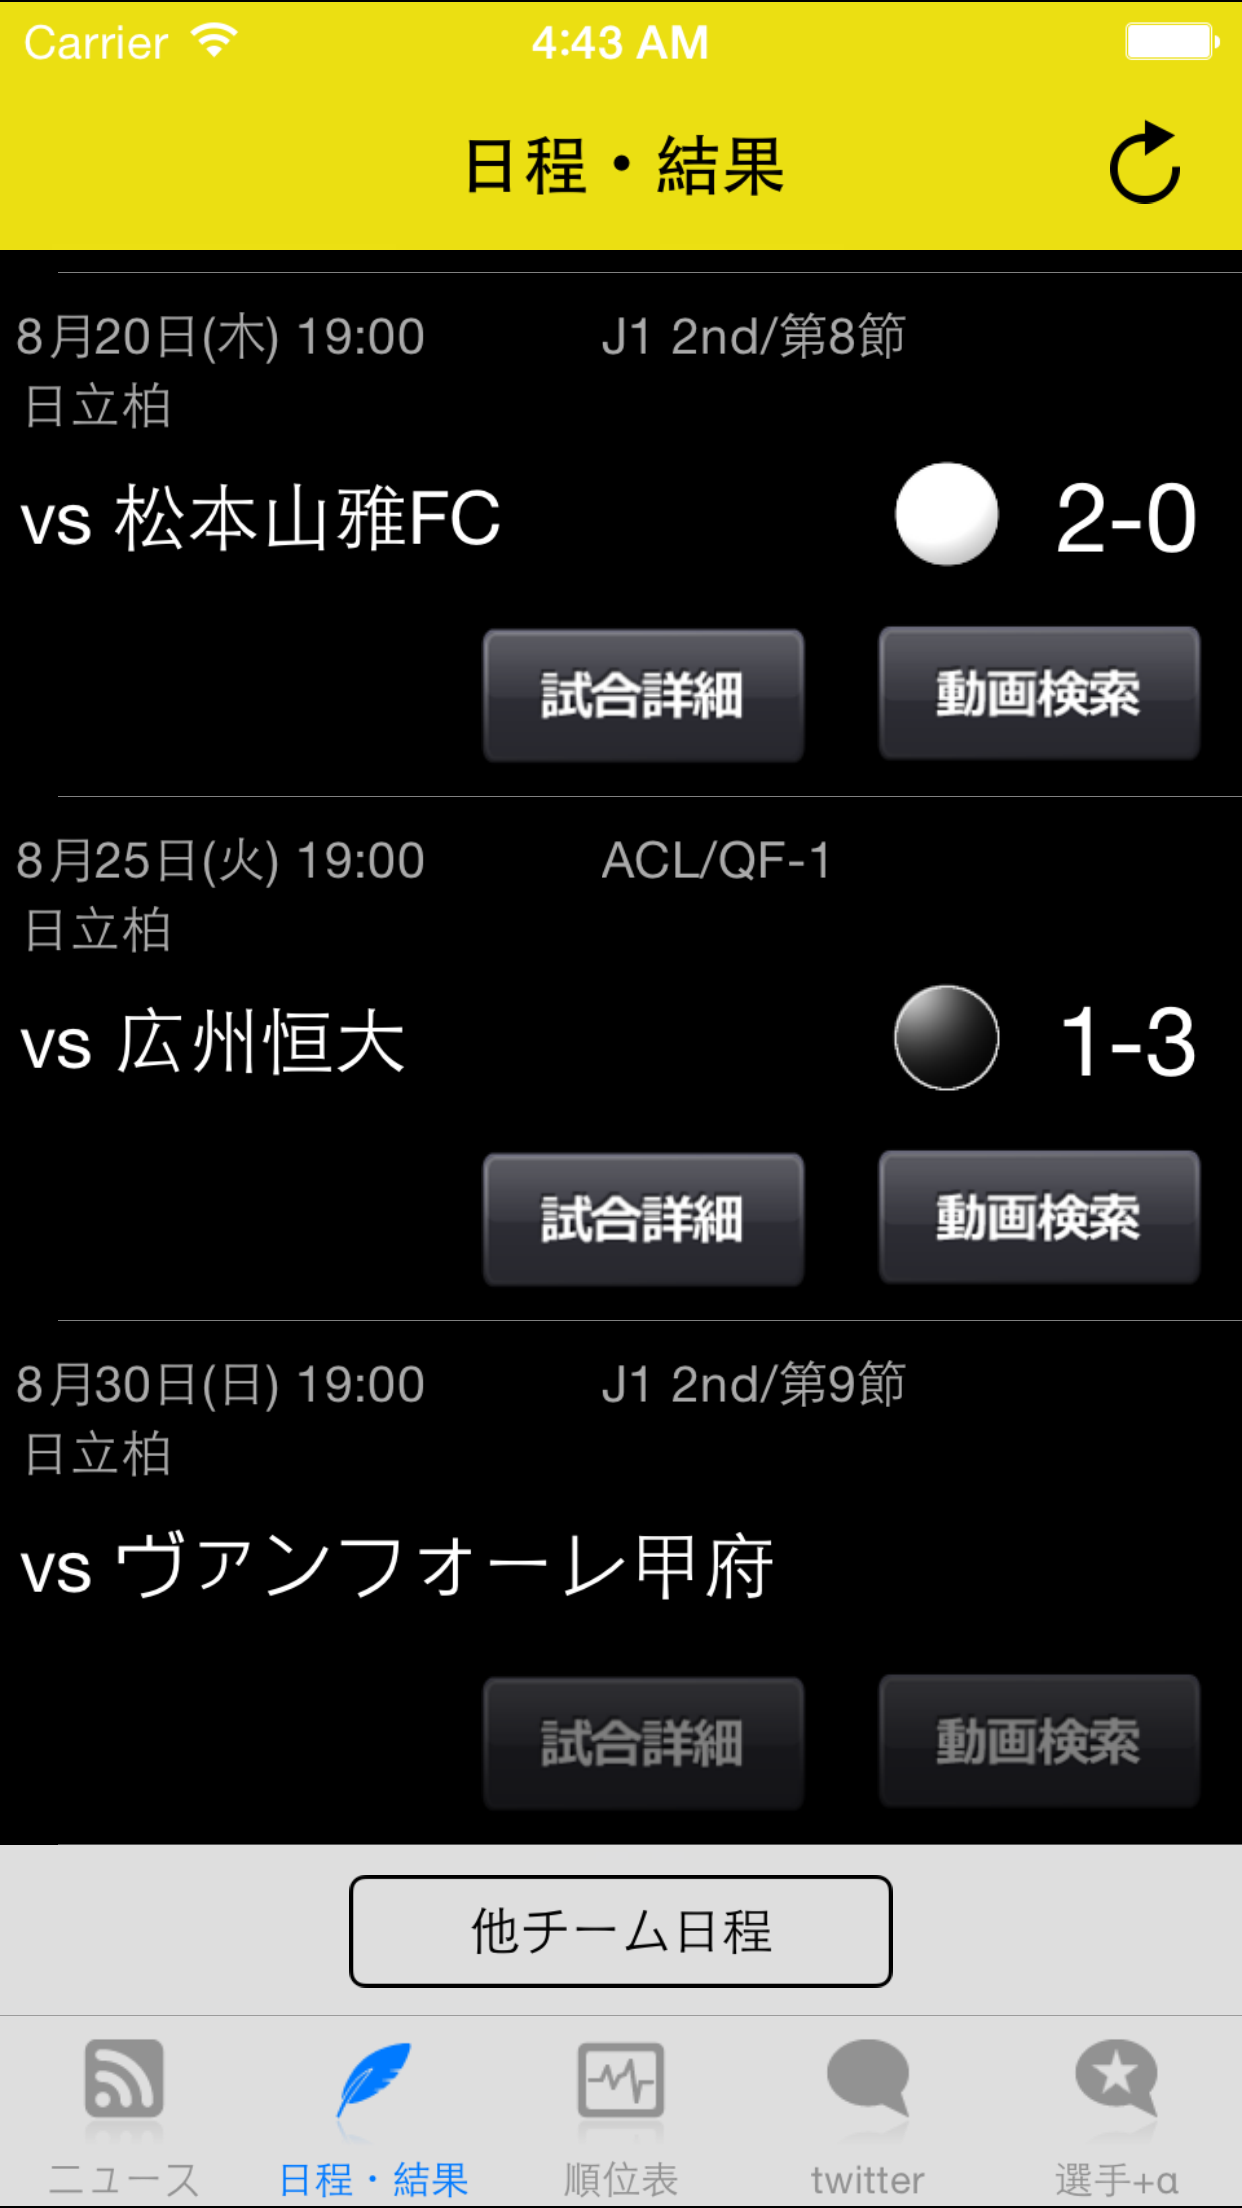 Carrier 4:43 AM
日程・結果
8月20日(木) 19:00 J1 2nd/第8節
日立柏
vs 松本山雅FC 2-0
試合詳細 動画検索
8月25日(火) 19:00 ACL/QF-1
日立柏
vs 広州恒大 1-3
試合詳細 動画検索
8月30日(日) 19:00 J1 2nd/第9節
日立柏
vs ヴァンフォーレ甲府
試合詳細 動画検索
他チーム日程
ニュース 日程・結果 順位表 twitter 選手+α